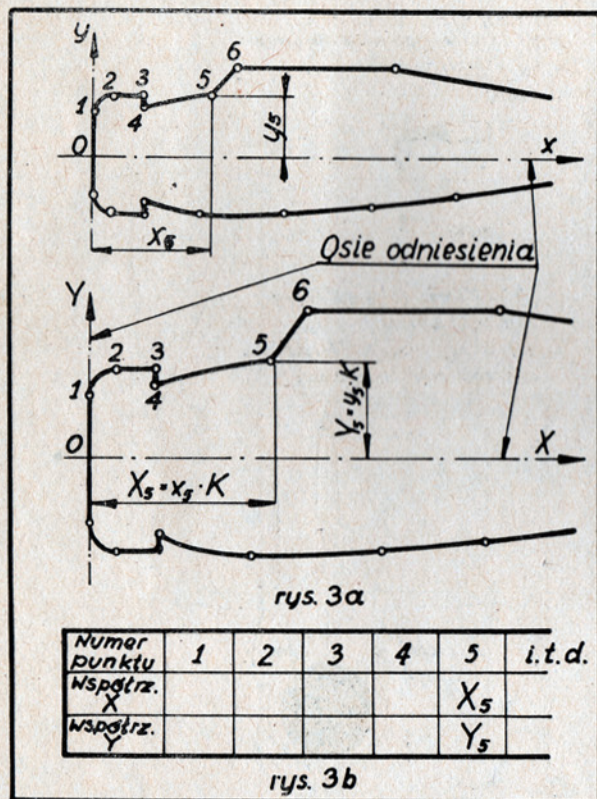 y
6
2 3 5
1
4
y5
0 x
x6
Osie odniesienia
Y
6
2 3 5
1
4
Y5 = y5 · K
0 X
X5 = x5 · K
rys. 3a
Numer punktu 1 2 3 4 5 i.t.d.
Współrz. X X5
Współrz. Y Y5
rys. 3b